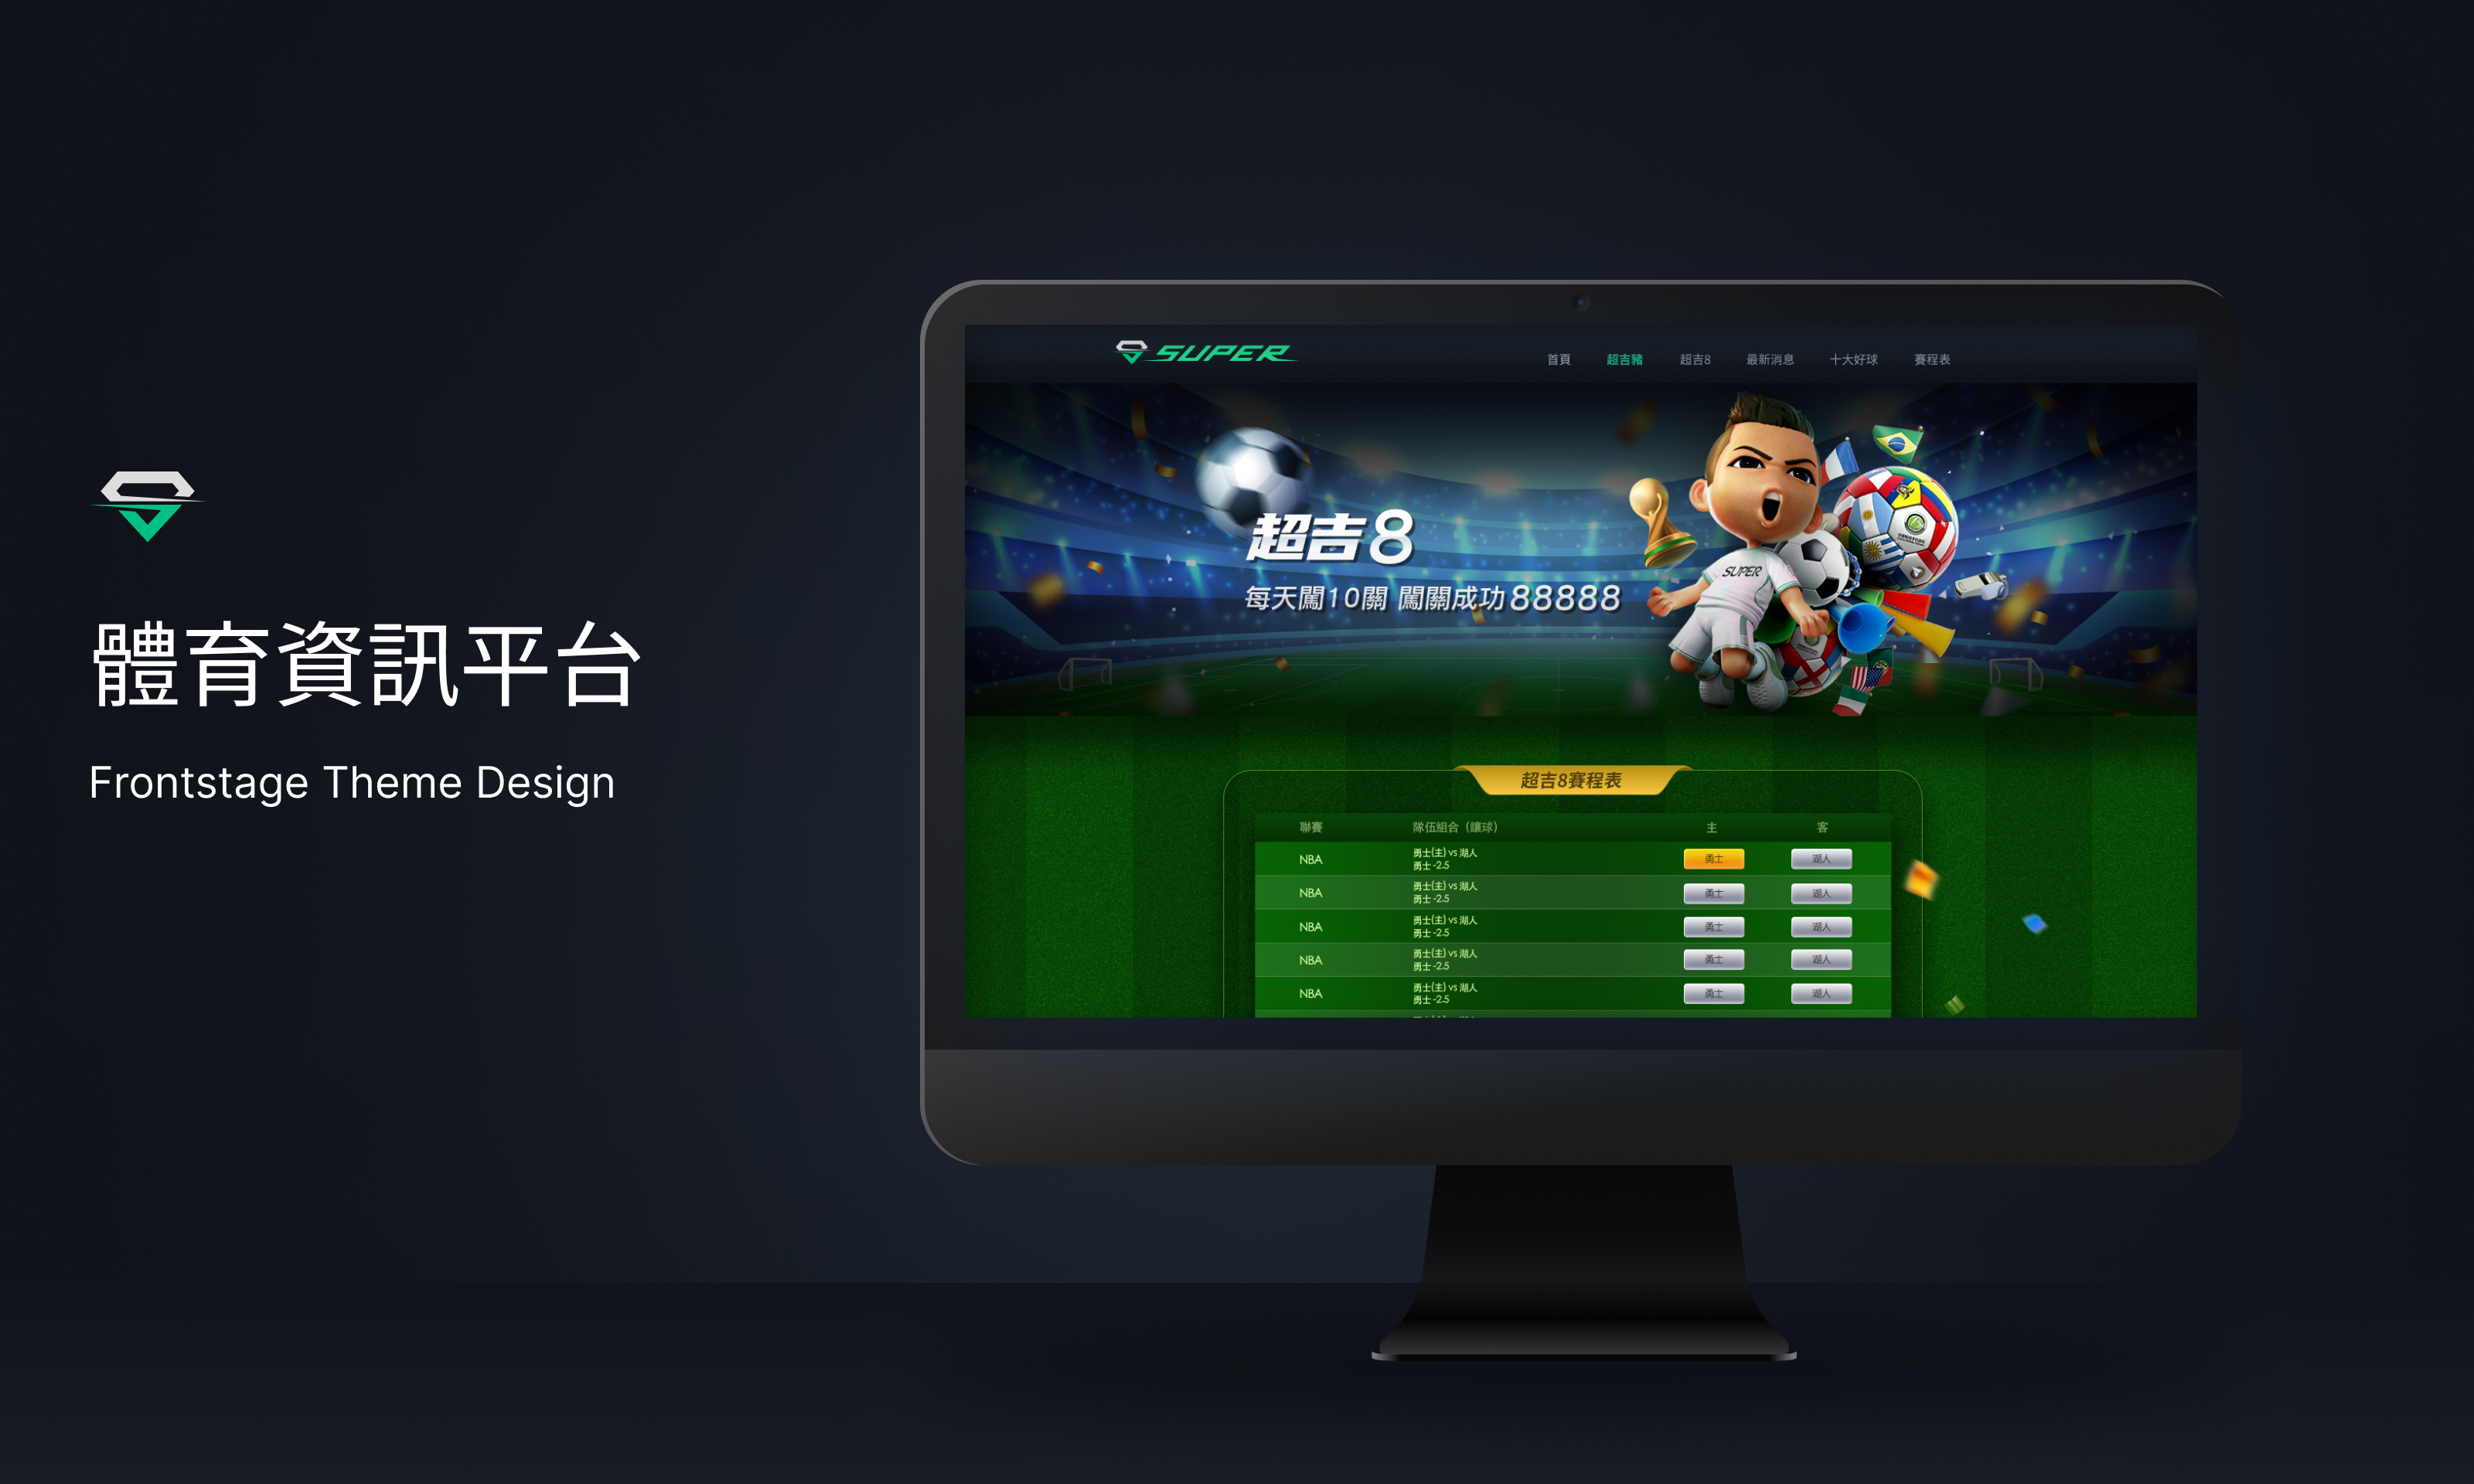 體育資訊平台
Frontstage Theme Design
SUPER
首頁 超吉豬 超吉8 最新消息 十大好球 賽程表
超吉8
每天闖10關 闖關成功88888
SUPER
超吉8賽程表
聯賽 隊伍組合（讓球） 主 客
NBA 勇士(主) vs 湖人 勇士 湖人
勇士 -2.5
NBA 勇士(主) vs 湖人 勇士 湖人
勇士 -2.5
NBA 勇士(主) vs 湖人 勇士 湖人
勇士 -2.5
NBA 勇士(主) vs 湖人 勇士 湖人
勇士 -2.5
NBA 勇士(主) vs 湖人 勇士 湖人
勇士 -2.5